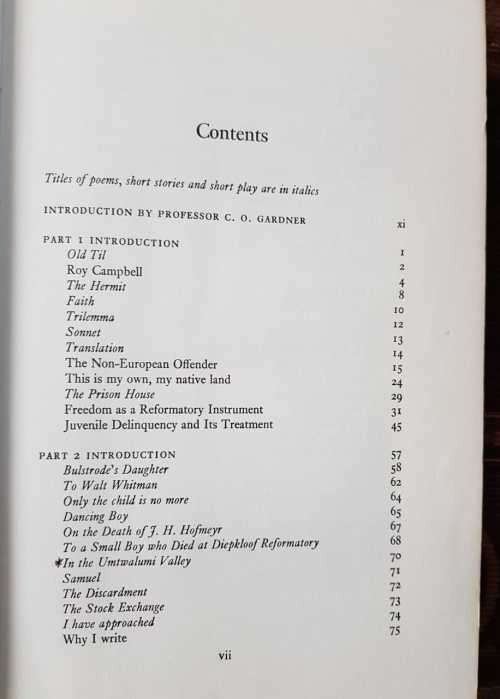 Contents
Titles of poems, short stories and short play are in italics
INTRODUCTION BY PROFESSOR C. O. GARDNER xi
PART 1 INTRODUCTION 1
Old Til 2
Roy Campbell 4
The Hermit 8
Faith 10
Trilemma 12
Sonnet 13
Translation 14
The Non-European Offender 15
This is my own, my native land 24
The Prison House 29
Freedom as a Reformatory Instrument 31
Juvenile Delinquency and Its Treatment 45
PART 2 INTRODUCTION 57
Bulstrode's Daughter 58
To Walt Whitman 62
Only the child is no more 64
Dancing Boy 65
On the Death of J. H. Hofmeyr 67
To a Small Boy who Died at Diepkloof Reformatory 68
*In the Umtwalumi Valley 70
Samuel 71
The Discardment 72
The Stock Exchange 73
I have approached 74
Why I write 75
vii